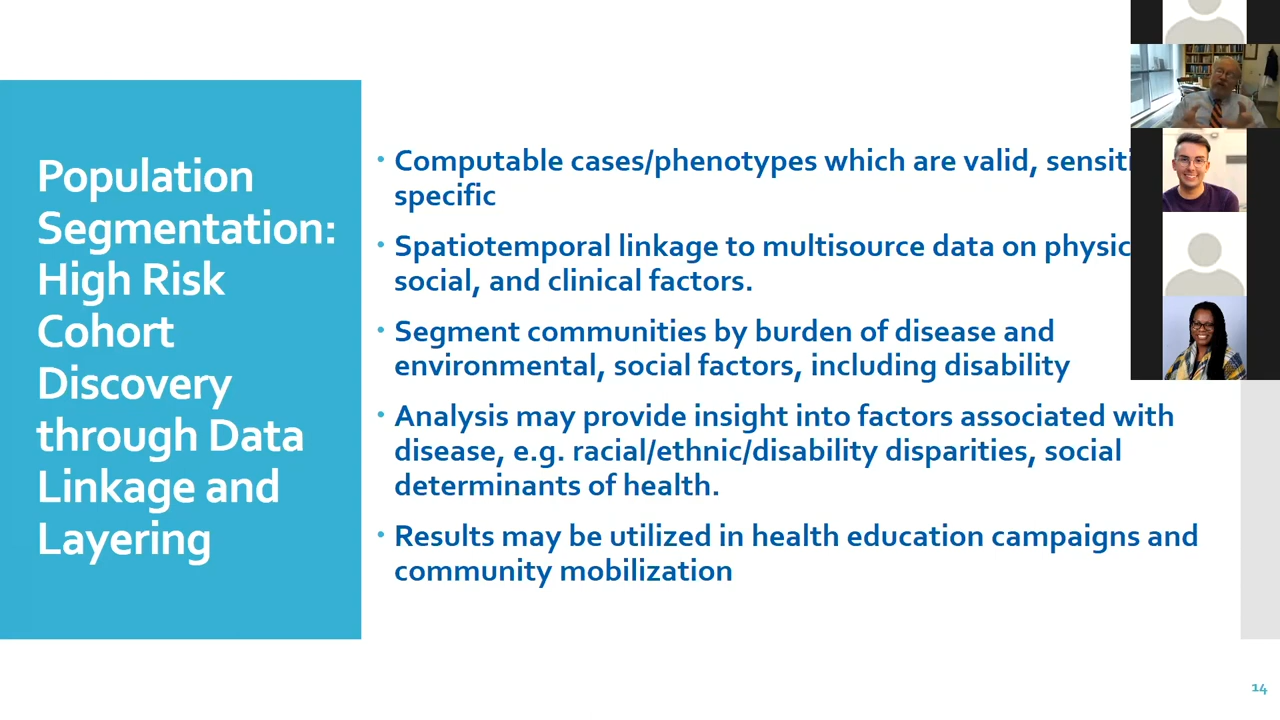 Population
Segmentation:
High Risk
Cohort
Discovery
through Data
Linkage and
Layering
• Computable cases/phenotypes which are valid,
specific
• Spatiotemporal linkage to multisource data on
social, and clinical factors.
• Segment communities by burden of disease and
environmental, social factors, including disability
• Analysis may provide insight into factors associated with
disease, e.g. racial/ethnic/disability disparities, social
determinants of health.
• Results may be utilized in health education campaigns and
community mobilization
14